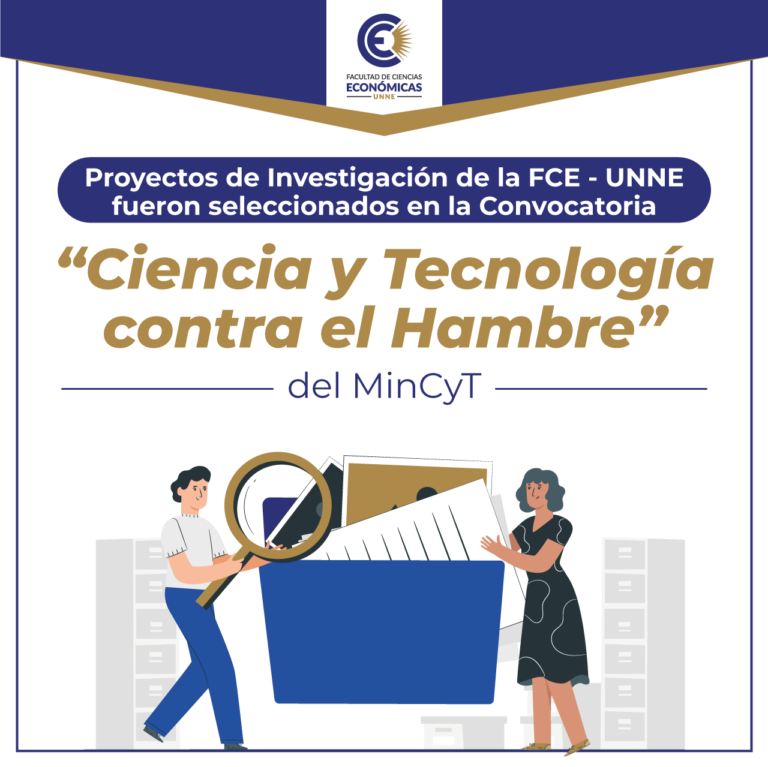 FACULTAD DE CIENCIAS
ECONÓMICAS
UNNE
Proyectos de Investigación de la FCE - UNNE
fueron seleccionados en la Convocatoria
“Ciencia y Tecnología
contra el Hambre”
del MinCyT